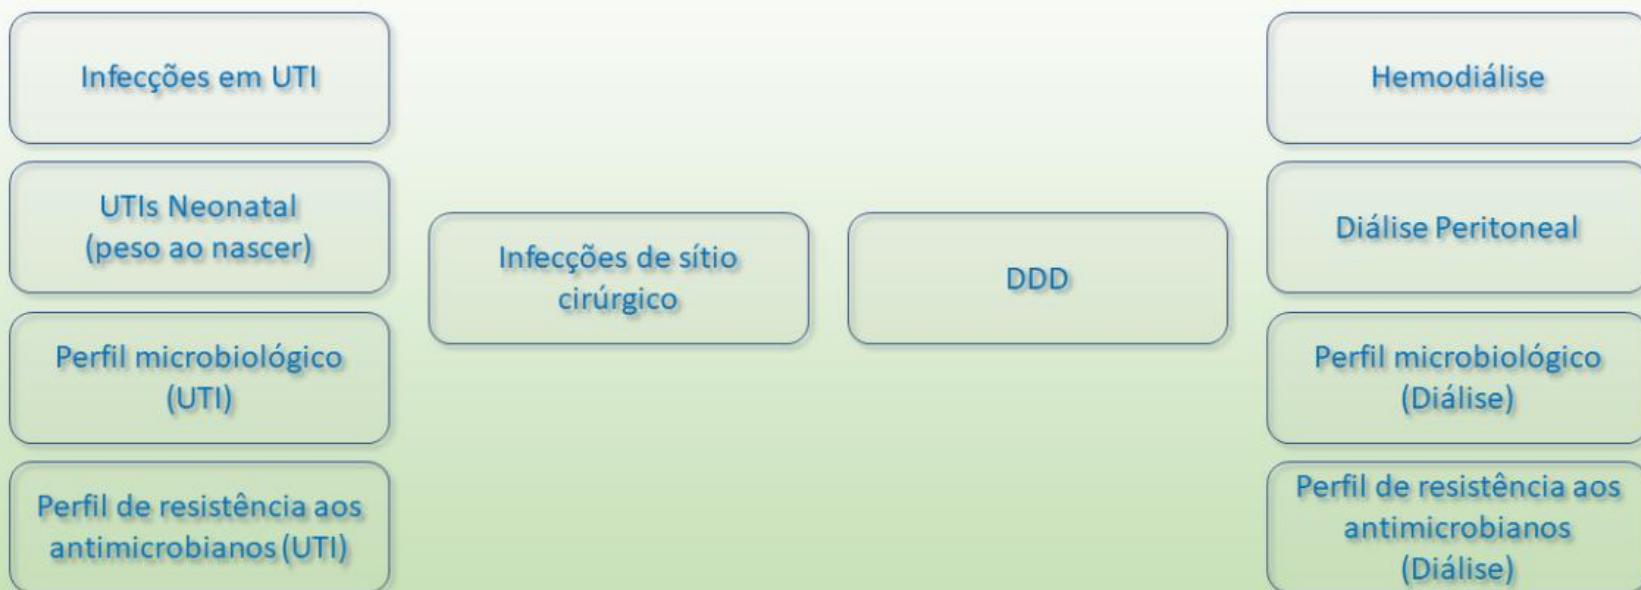 Infecções em UTI
UTIs Neonatal
(peso ao nascer)
Perfil microbiológico
(UTI)
Perfil de resistência aos
antimicrobianos (UTI)
Infecções de sítio
cirúrgico
DDD
Hemodiálise
Diálise Peritoneal
Perfil microbiológico
(Diálise)
Perfil de resistência aos
antimicrobianos
(Diálise)